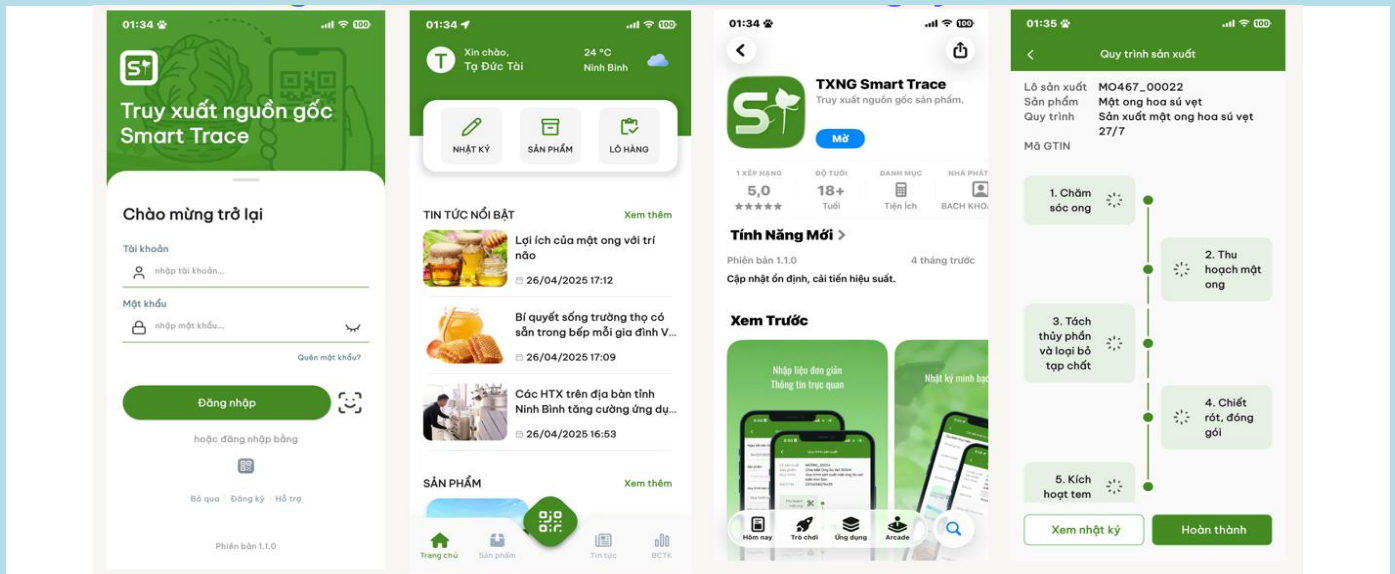 01:34
100
Truy xuất nguồn gốc
Smart Trace
Chào mừng trở lại
Tài khoản
nhập tài khoản...
Mật khẩu
nhập mật khẩu...
Quên mật khẩu?
Đăng nhập
hoặc đăng nhập bằng
Bỏ qua
Đăng ký
Hỗ trợ
Phiên bản 1.1.0
01:34
100
T
Xin chào,
Tạ Đức Tài
24 °C
Ninh Bình
NHẬT KÝ
SẢN PHẨM
LÔ HÀNG
TIN TỨC NỔI BẬT
Xem thêm
Lợi ích của mật ong với trí
não
26/04/2025 17:12
Bí quyết sống trường thọ có
sẵn trong bếp mỗi gia đình V...
26/04/2025 17:09
Các HTX trên địa bàn tỉnh
Ninh Bình tăng cường ứng dụ...
26/04/2025 16:53
SẢN PHẨM
Xem thêm
Trang chủ
Sản phẩm
Tin tức
BCTK
01:34
100
TXNG Smart Trace
Truy xuất nguồn gốc sản phẩm.
Mở
1 XẾP HẠNG
5,0
ĐỘ TUỔI
18+
Tuổi
DANH MỤC
Tiện ích
NHÀ PHÁT
BACH KHO
Tính Năng Mới
Phiên bản 1.1.0
4 tháng trước
Cập nhật ổn định, cải tiến hiệu suất.
Xem Trước
Nhập liệu đơn giản
Thông tin trực quan
Nhật ký minh bạc
Hôm nay
Trò chơi
Ứng dụng
Arcade
01:35
100
Quy trình sản xuất
Lô sản xuất MO467_00022
Sản phẩm Mật ong hoa sú vẹt
Quy trình Sản xuất mật ong hoa sú vẹt
27/7
Mã GTIN
1. Chăm
sóc ong
2. Thu
hoạch mật
ong
3. Tách
thủy phần
và loại bỏ
tạp chất
4. Chiết
rót, đóng
gói
5. Kích
hoạt tem
Xem nhật ký
Hoàn thành